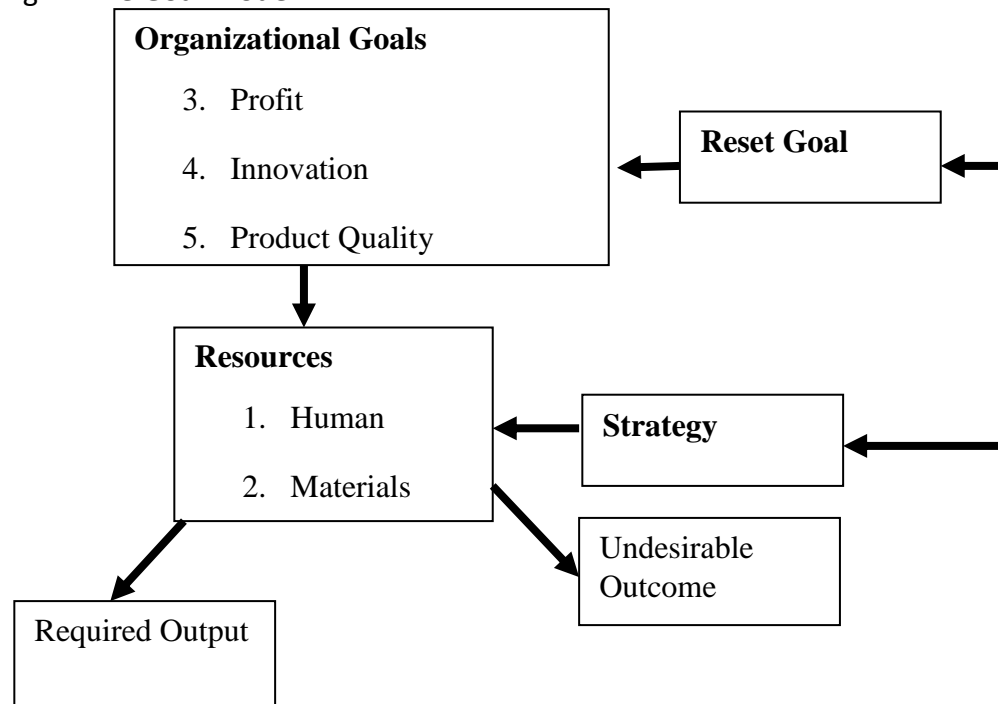 Organizational Goals
3. Profit
4. Innovation
5. Product Quality
Reset Goal
Resources
1. Human
2. Materials
Strategy
Undesirable
Outcome
Required Output